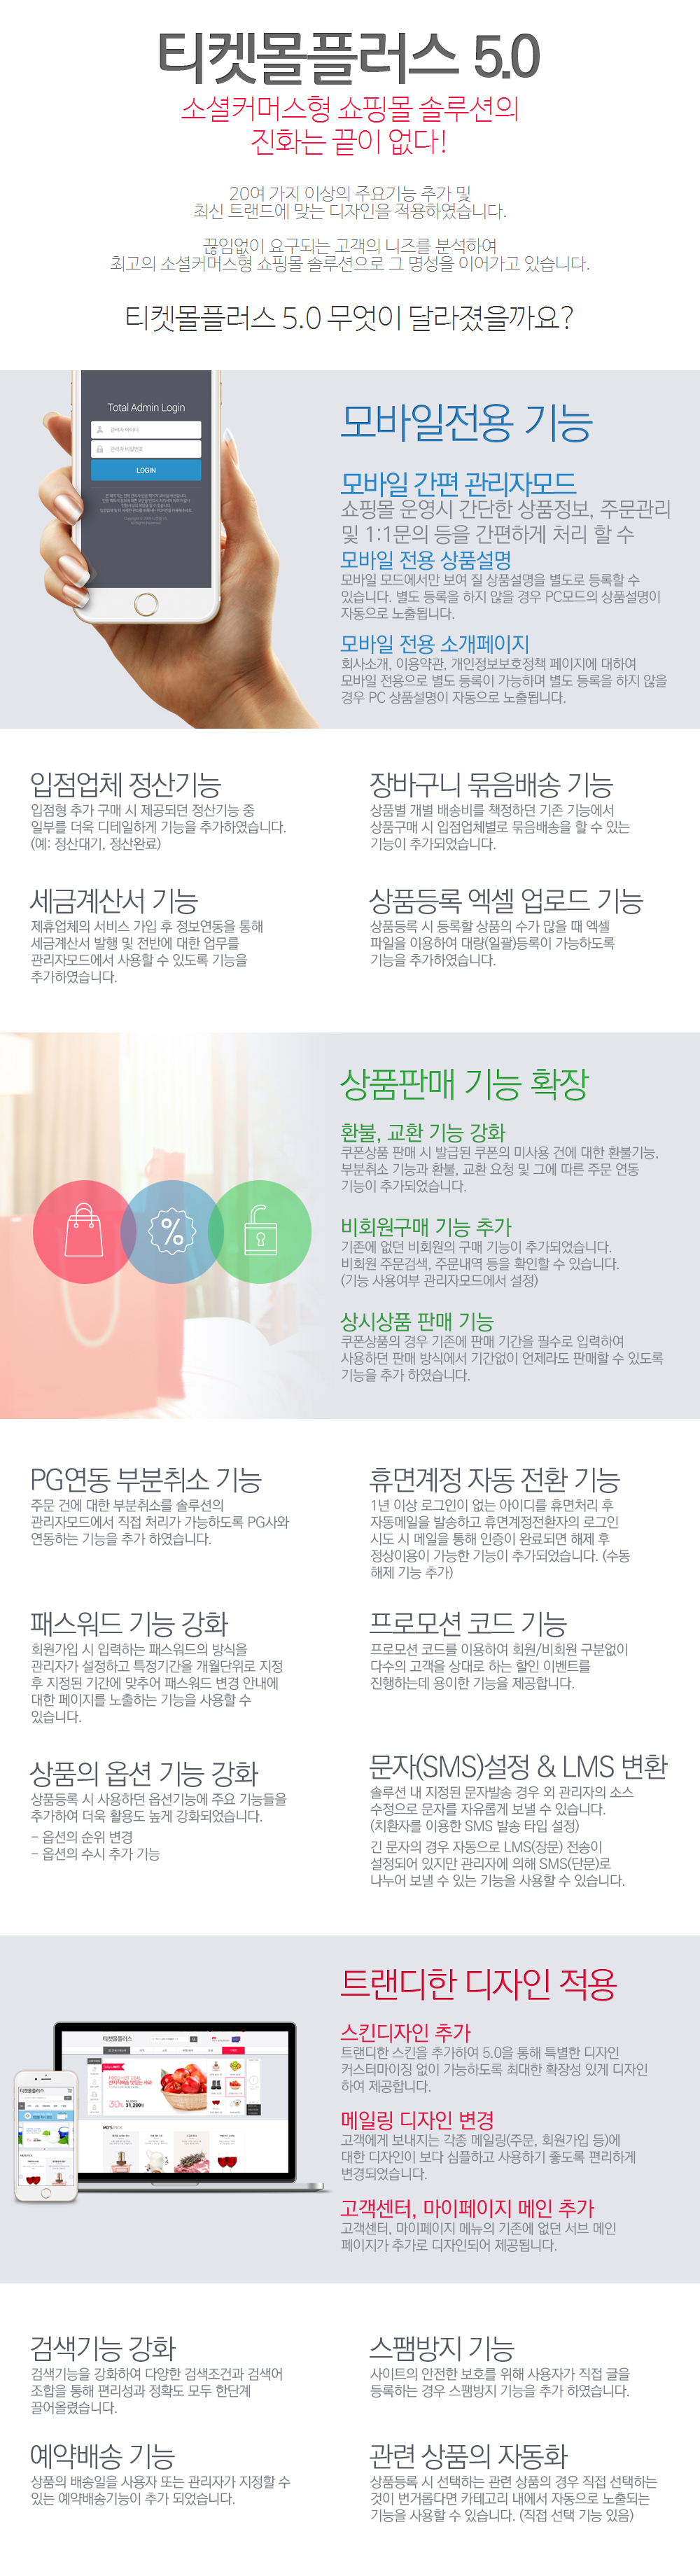 티켓몰플러스 5.0
소셜커머스형 쇼핑몰 솔루션의
진화는 끝이 없다!
20여 가지 이상의 주요기능 추가 및
최신 트랜드에 맞는 디자인을 적용하였습니다.
끊임없이 요구되는 고객의 니즈를 분석하여
최고의 소셜커머스형 쇼핑몰 솔루션으로 그 명성을 이어가고 있습니다.
티켓몰플러스 5.0 무엇이 달라졌을까요?
Total Admin Login
관리자 아이디
관리자 비밀번호
LOGIN
모바일전용 기능
모바일 간편 관리자모드
쇼핑몰 운영시 간단한 상품정보, 주문관리
및 1:1문의 등을 간편하게 처리 할 수
모바일 전용 상품설명
모바일 모드에서만 보여 질 상품설명을 별도로 등록할 수
있습니다. 별도 등록을 하지 않을 경우 PC모드의 상품설명이
자동으로 노출됩니다.
모바일 전용 소개페이지
회사소개, 이용약관, 개인정보보호정책 페이지에 대하여
모바일 전용으로 별도 등록이 가능하며 별도 등록을 하지 않을
경우 PC 상품설명이 자동으로 노출됩니다.
입점업체 정산기능
입점형 추가 구매 시 제공되던 정산기능 중
일부를 더욱 디테일하게 기능을 추가하였습니다.
(예: 정산대기, 정산완료)
장바구니 묶음배송 기능
상품별 개별 배송비를 책정하던 기존 기능에서
상품구매 시 입점업체별로 묶음배송을 할 수 있는
기능이 추가되었습니다.
세금계산서 기능
제휴업체의 서비스 가입 후 정보연동을 통해
세금계산서 발행 및 전반에 대한 업무를
관리자모드에서 사용할 수 있도록 기능을
추가하였습니다.
상품등록 엑셀 업로드 기능
상품등록 시 등록할 상품의 수가 많을 때 엑셀
파일을 이용하여 대량(일괄)등록이 가능하도록
기능을 추가하였습니다.
상품판매 기능 확장
환불, 교환 기능 강화
쿠폰상품 판매 시 발급된 쿠폰의 미사용 건에 대한 환불기능,
부분취소 기능과 환불, 교환 요청 및 그에 따른 주문 연동
기능이 추가되었습니다.
비회원구매 기능 추가
기존에 없던 비회원의 구매 기능이 추가되었습니다.
비회원 주문검색, 주문내역 등을 확인할 수 있습니다.
(기능 사용여부 관리자모드에서 설정)
상시상품 판매 기능
쿠폰상품의 경우 기존에 판매 기간을 필수로 입력하여
사용하던 판매 방식에서 기간없이 언제라도 판매할 수 있도록
기능을 추가 하였습니다.
PG연동 부분취소 기능
주문 건에 대한 부분취소를 솔루션의
관리자모드에서 직접 처리가 가능하도록 PG사와
연동하는 기능을 추가 하였습니다.
휴면계정 자동 전환 기능
1년 이상 로그인이 없는 아이디를 휴면처리 후
자동메일을 발송하고 휴면계정전환자의 로그인
시도 시 메일을 통해 인증이 완료되면 해제 후
정상이용이 가능한 기능이 추가되었습니다. (수동
해제 기능 추가)
패스워드 기능 강화
회원가입 시 입력하는 패스워드의 방식을
관리자가 설정하고 특정기간을 개월단위로 지정
후 지정된 기간에 맞추어 패스워드 변경 안내에
대한 페이지를 노출하는 기능을 사용할 수
있습니다.
프로모션 코드 기능
프로모션 코드를 이용하여 회원/비회원 구분없이
다수의 고객을 상대로 하는 할인 이벤트를
진행하는데 용이한 기능을 제공합니다.
상품의 옵션 기능 강화
상품등록 시 사용하던 옵션기능에 주요 기능들을
추가하여 더욱 활용도 높게 강화되었습니다.
- 옵션의 순위 변경
- 옵션의 수시 추가 기능
문자(SMS)설정 & LMS 변환
솔루션 내 지정된 문자발송 경우 외 관리자의 소스
수정으로 문자를 자유롭게 보낼 수 있습니다.
(치환자를 이용한 SMS 발송 타입 설정)
긴 문자의 경우 자동으로 LMS(장문) 전송이
설정되어 있지만 관리자에 의해 SMS(단문)로
나누어 보낼 수 있는 기능을 사용할 수 있습니다.
트랜디한 디자인 적용
티켓몰플러스
30%
31,200
티켓몰플러스
스킨디자인 추가
트랜디한 스킨을 추가하여 5.0을 통해 특별한 디자인
커스터마이징 없이 가능하도록 최대한 확장성 있게 디자인
하여 제공합니다.
메일링 디자인 변경
고객에게 보내지는 각종 메일링(주문, 회원가입 등)에
대한 디자인이 보다 심플하고 사용하기 좋도록 편리하게
변경되었습니다.
고객센터, 마이페이지 메인 추가
고객센터, 마이페이지 메뉴의 기존에 없던 서브 메인
페이지가 추가로 디자인되어 제공됩니다.
검색기능 강화
검색기능을 강화하여 다양한 검색조건과 검색어
조합을 통해 편리성과 정확도 모두 한단계
끌어올렸습니다.
스팸방지 기능
사이트의 안전한 보호를 위해 사용자가 직접 글을
등록하는 경우 스팸방지 기능을 추가 하였습니다.
예약배송 기능
상품의 배송일을 사용자 또는 관리자가 지정할 수
있는 예약배송기능이 추가 되었습니다.
관련 상품의 자동화
상품등록 시 선택하는 관련 상품의 경우 직접 선택하는
것이 번거롭다면 카테고리 내에서 자동으로 노출되는
기능을 사용할 수 있습니다. (직접 선택 기능 있음)